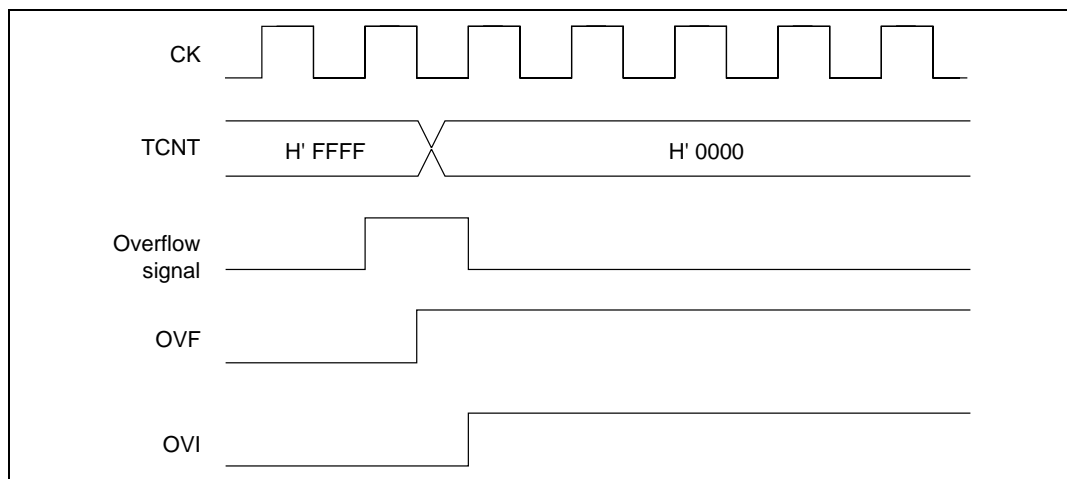 CK
TCNT
H' FFFF
H' 0000
Overflow
signal
OVF
OVI